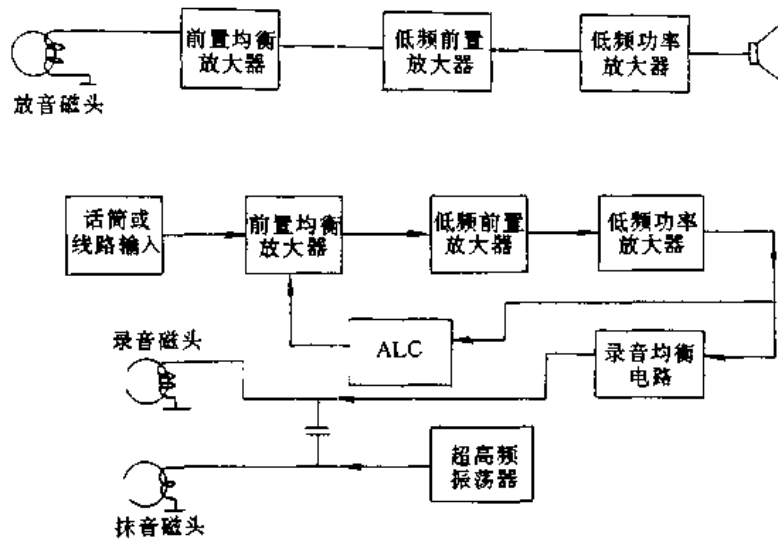 前置均衡
放大器
低频前置
放大器
低频功率
放大器
放音磁头
话筒或
线路输入
前置均衡
放大器
低频前置
放大器
低频功率
放大器
录音磁头
ALC
录音均衡
电路
超高频
振荡器
抹音磁头